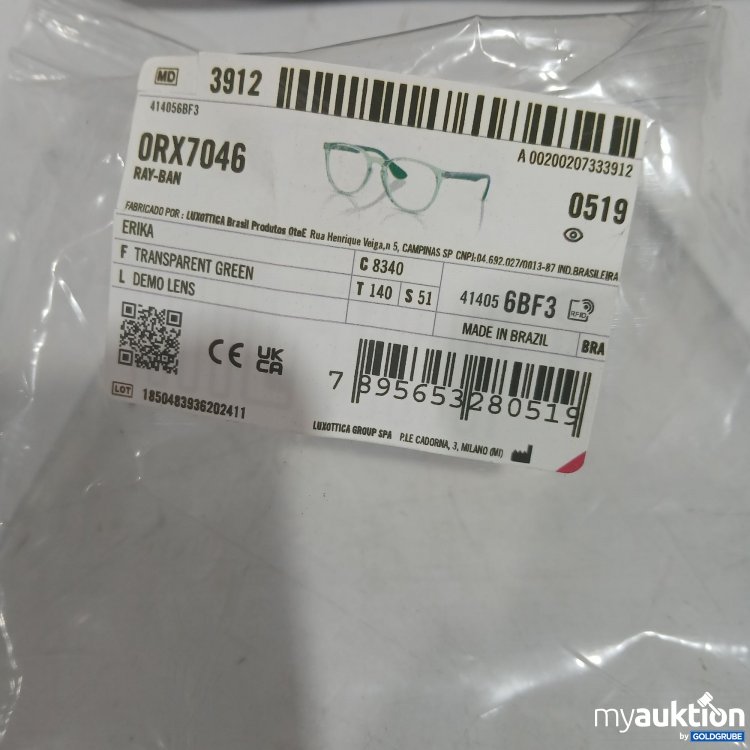 MD 3912
414056BF3
A 00200207333912
0RX7046
RAY-BAN
0519
FABRICADO POR : LUXOTTICA Brasil Produtos OteE Rua Henrique Veiga,n 5, CAMPINAS SP CNPJ:04.692.027/0013-87 IND.BRASILEIRA
ERIKA
F TRANSPARENT GREEN
C 8340
L DEMO LENS
T 140 S 51
41405 6BF3 RFID
MADE IN BRAZIL BRA
CE UK CA
7 895653 280519
LOT 1850483936202411
LUXOTTICA GROUP SPA P.LE CADORNA, 3, MILANO (MI)
myauktion
by GOLDGRUBE